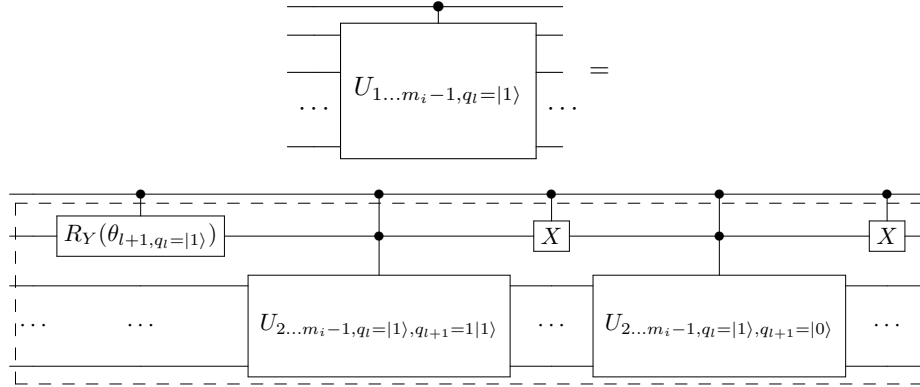 U_{1...m_i−1,q_l=|1⟩} =
...
...
R_Y(θ_{l+1,q_l=|1⟩}) X X
... ... U_{2...m_i−1,q_l=|1⟩,q_{l+1}=1|1⟩} ... U_{2...m_i−1,q_l=|1⟩,q_{l+1}=|0⟩} ...